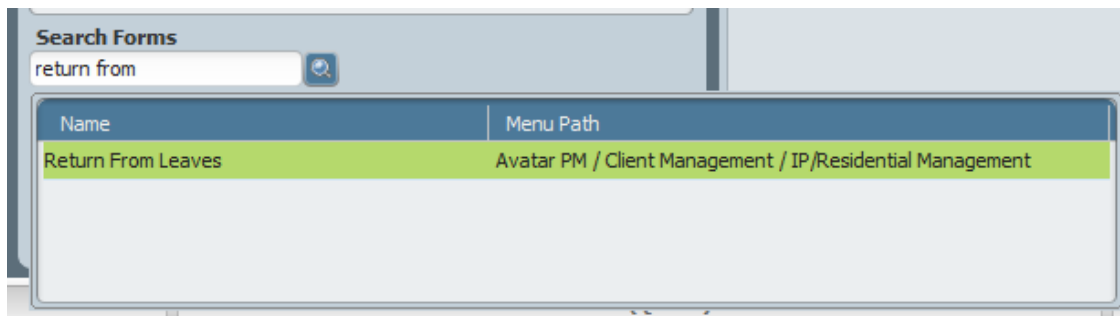 Search Forms
return from
Name Menu Path
Return From Leaves Avatar PM / Client Management / IP/Residential Management